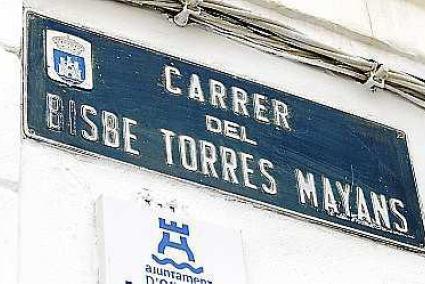 CARRER
DEL
BISBE TORRES MAYANS
ajuntament